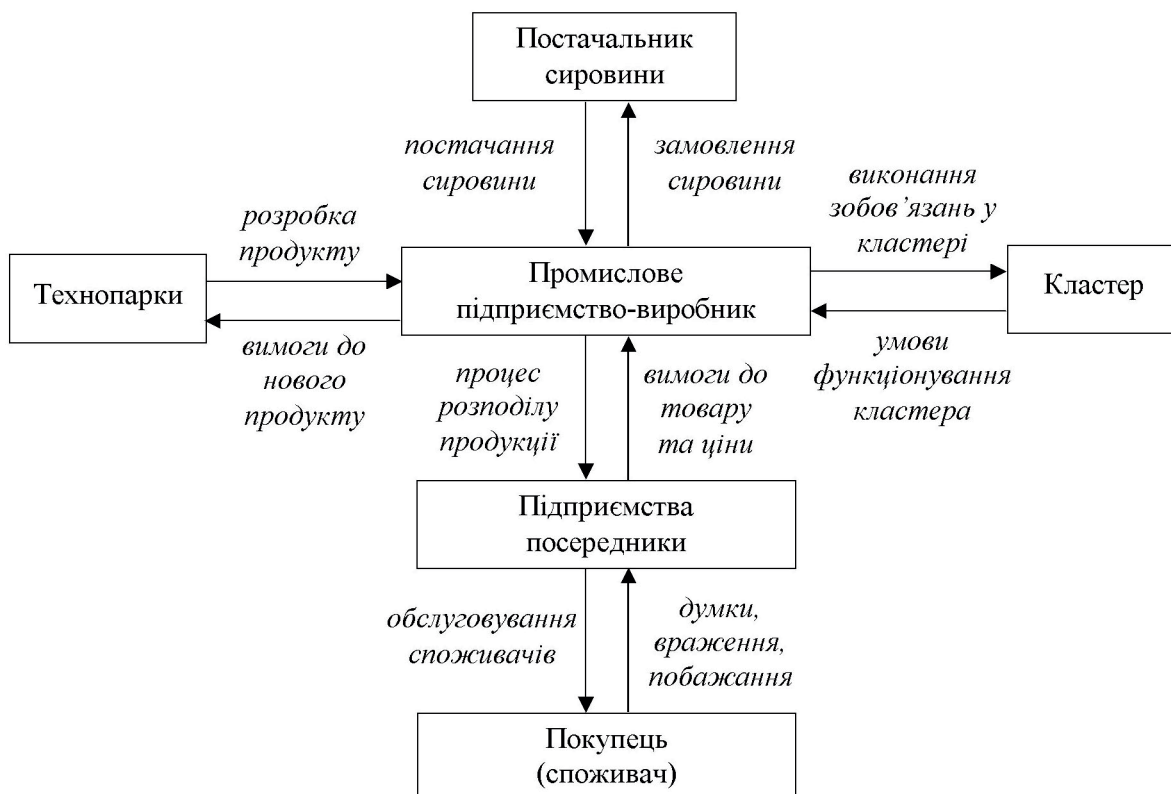 Постачальник
сировини
постачання
сировини
замовлення
сировини
виконання
зобов’язань у
кластері
розробка
продукту
Технопарки
Промислове
підприємство-виробник
Кластер
вимоги до
нового
продукту
процес
розподілу
продукції
вимоги до
товару
та ціни
умови
функціонування
кластера
Підприємства
посередники
обслуговування
споживачів
думки,
враження,
побажання
Покупець
(споживач)